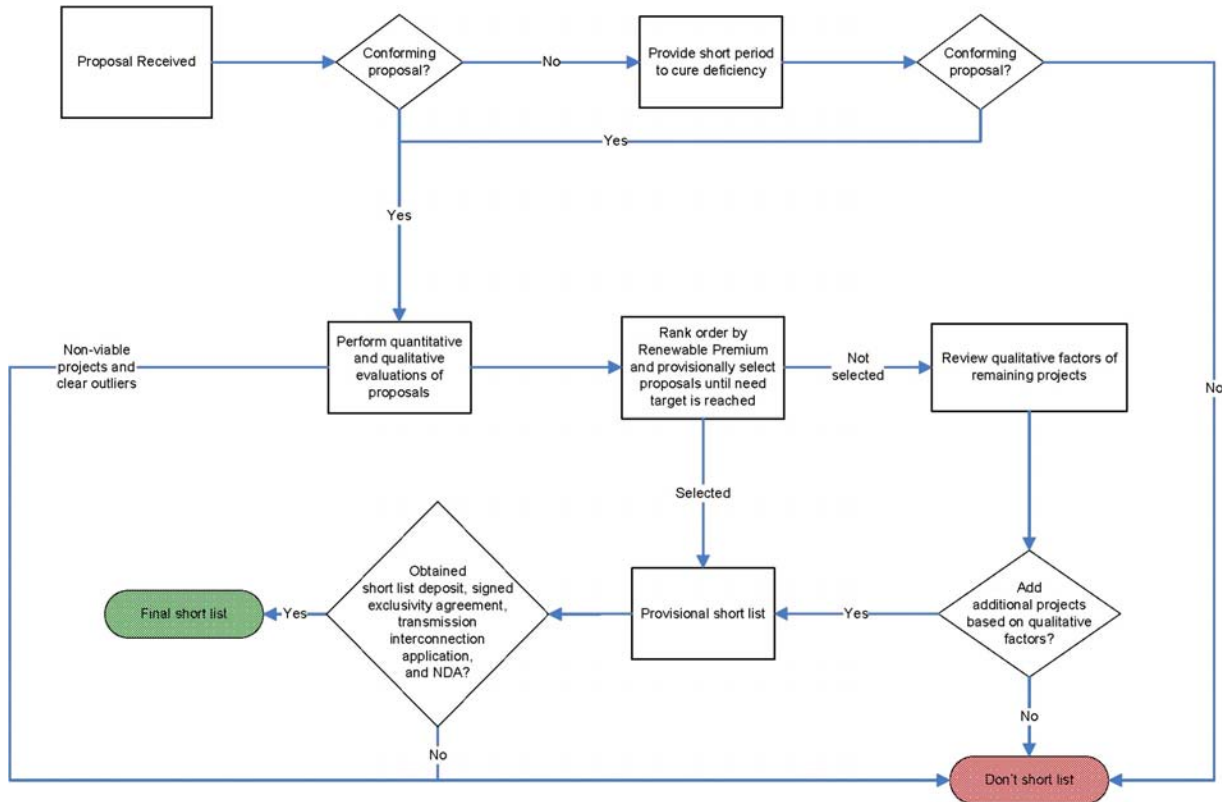 Proposal Received
Conforming
proposal?
No
Provide short period
to cure deficiency
Conforming
proposal?
Yes
Yes
No
Non-viable
projects and
clear outliers
Perform quantitative
and qualitative
evaluations of
proposals
Rank order by
Renewable Premium
and provisionally select
proposals until need
target is reached
Not
selected
Review qualitative factors of
remaining projects
Selected
Final short list
Yes
Obtained
short list deposit, signed
exclusivity agreement,
transmission
interconnection
application,
and NDA?
Provisional short list
Yes
Add
additional projects
based on qualitative
factors?
No
No
Don't short list